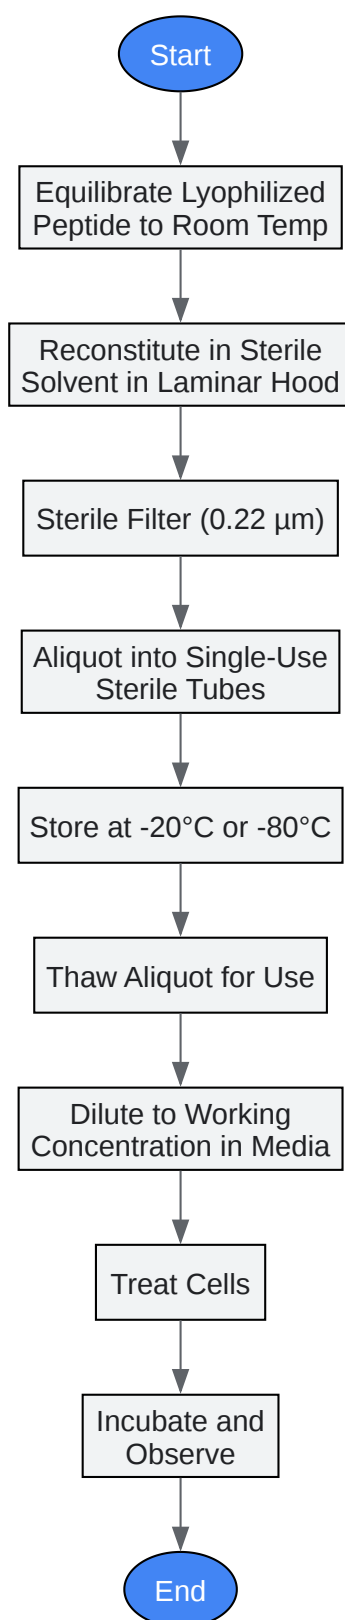 Start
Equilibrate Lyophilized
Peptide to Room Temp
Reconstitute in Sterile
Solvent in Laminar Hood
Sterile Filter (0.22 µm)
Aliquot into Single-Use
Sterile Tubes
Store at -20°C or -80°C
Thaw Aliquot for Use
Dilute to Working
Concentration in Media
Treat Cells
Incubate and
Observe
End